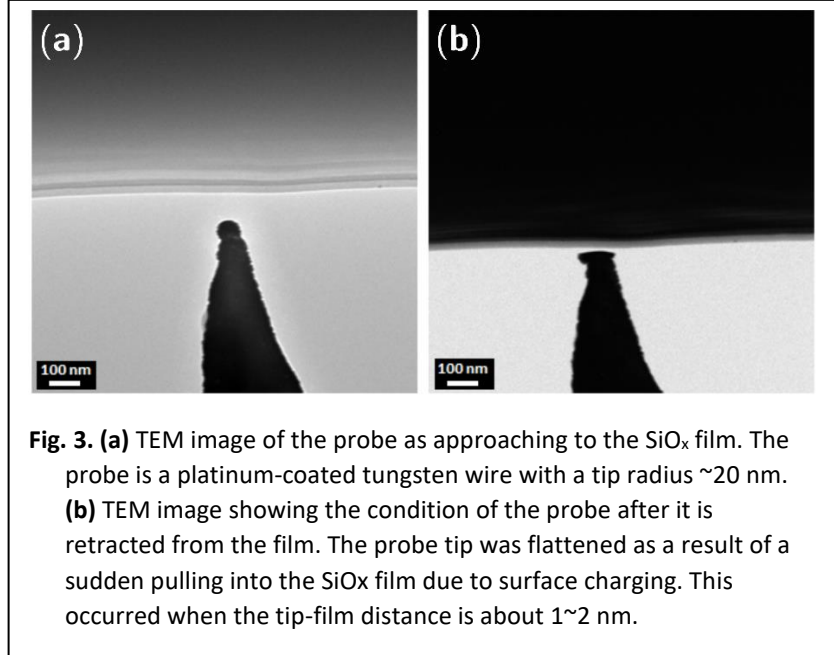 (a)
(b)
100 nm
100 nm
Fig. 3. (a) TEM image of the probe as approaching to the SiOₓ film. The
probe is a platinum-coated tungsten wire with a tip radius ~20 nm.
(b) TEM image showing the condition of the probe after it is
retracted from the film. The probe tip was flattened as a result of a
sudden pulling into the SiOx film due to surface charging. This
occurred when the tip-film distance is about 1~2 nm.